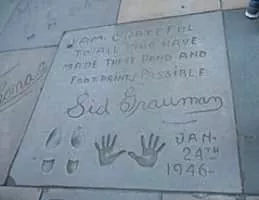 I AM GRATEFUL
TO ALL WHO HAVE
MADE THESE HAND AND
FOOTPRINTS POSSIBLE
Sid Grauman
JAN.
24TH
1946-